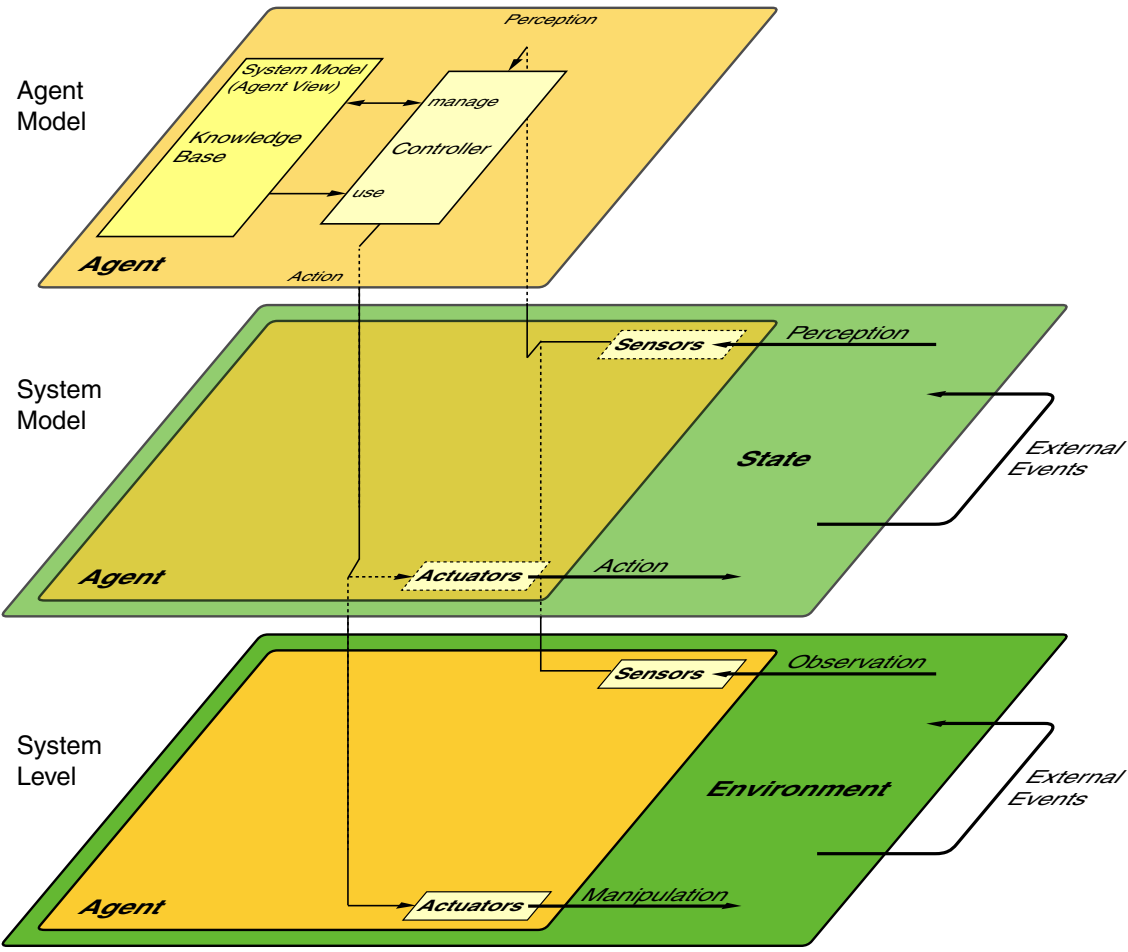 Perception
Agent
Model
System Model
(Agent View)
manage
Knowledge
Base
Controller
use
Agent
Action
Sensors
Perception
System
Model
State
External
Events
Agent
Actuators
Action
Sensors
Observation
System
Level
Environment
External
Events
Agent
Actuators
Manipulation